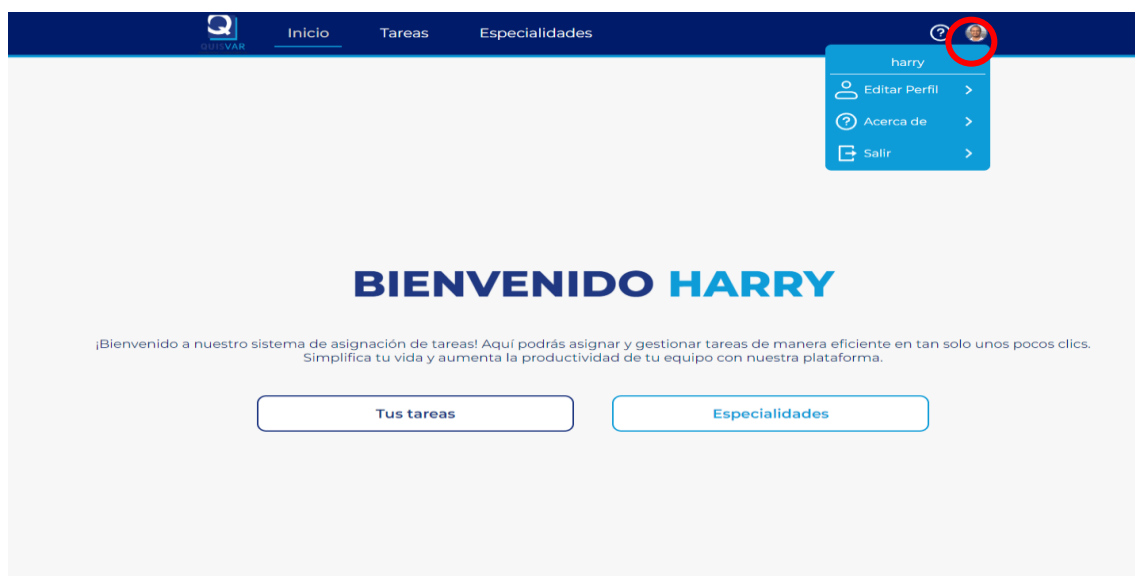 Q
QUISVAR
Inicio
Tareas
Especialidades
?
harry
Editar Perfil >
? Acerca de >
Salir >
BIENVENIDO HARRY
¡Bienvenido a nuestro sistema de asignación de tareas! Aquí podrás asignar y gestionar tareas de manera eficiente en tan solo unos pocos clics.
Simplifica tu vida y aumenta la productividad de tu equipo con nuestra plataforma.
Tus tareas
Especialidades